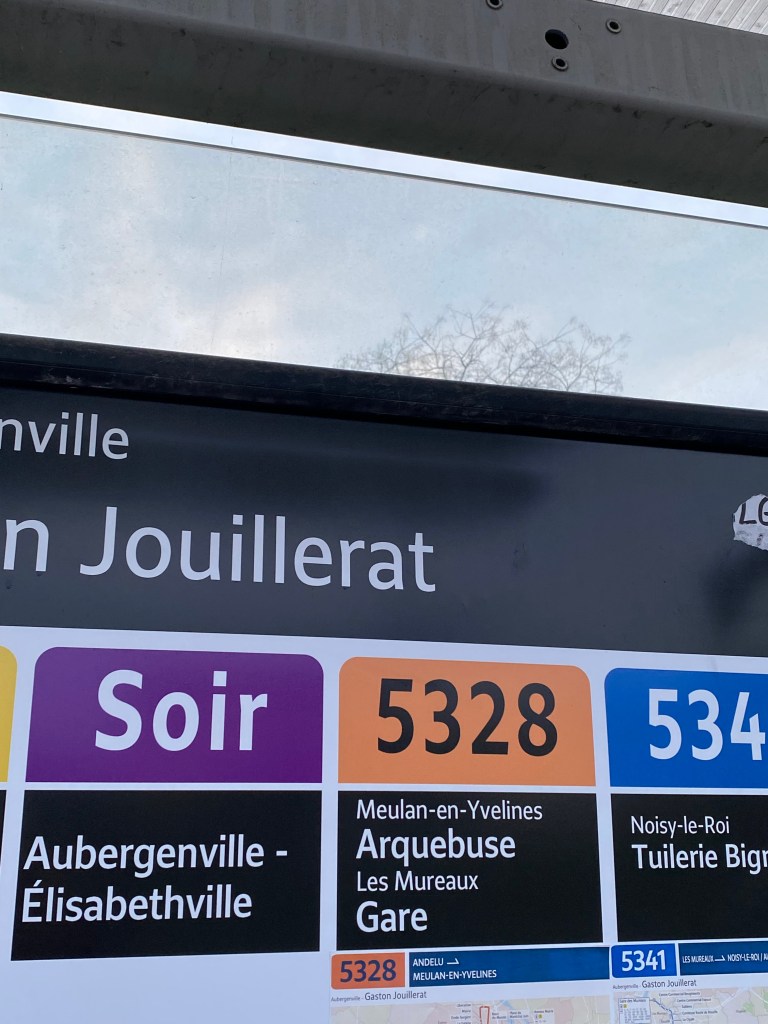 nville
n Jouillerat
LG
Soir
5328
534
Aubergenville -
Élisabethville
Meulan-en-Yvelines
Arquebuse
Les Mureaux
Gare
Noisy-le-Roi
Tuilerie Bign
5328
ANDELU →
MEULAN-EN-YVELINES
Aubergenville - Gaston Jouillerat
5341
LES MUREAUX → NOISY-LE-ROI /
Aubergenville - Gaston Jouillerat